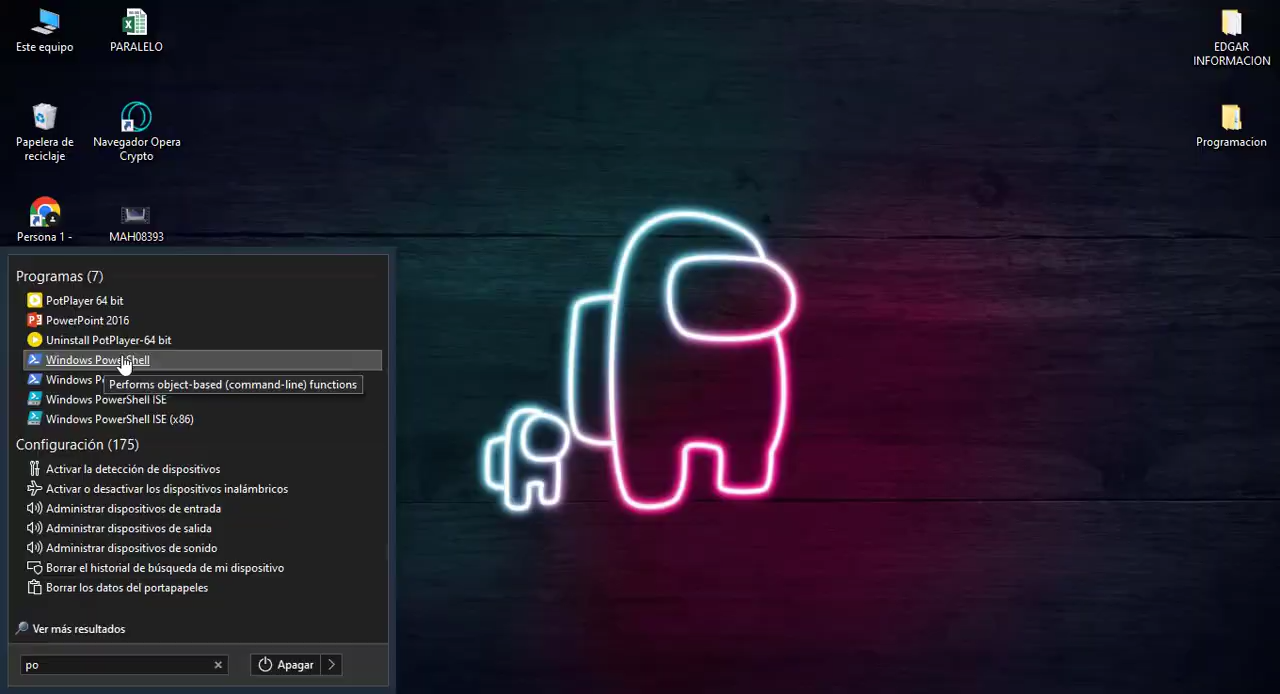 Este equipo
PARALELO
EDGAR
INFORMACION
Papelera de
reciclaje
Navegador Opera
Crypto
Programacion
Persona 1 -
MAH08393
Programas (7)
PotPlayer 64 bit
PowerPoint 2016
Uninstall PotPlayer-64 bit
Windows PowerShell
Windows P
Performs object-based (command-line) functions
Windows PowerShell ISE
Windows PowerShell ISE (x86)
Configuración (175)
Activar la detección de dispositivos
Activar o desactivar los dispositivos inalámbricos
Administrar dispositivos de entrada
Administrar dispositivos de salida
Administrar dispositivos de sonido
Borrar el historial de búsqueda de mi dispositivo
Borrar los datos del portapapeles
Ver más resultados
po
Apagar